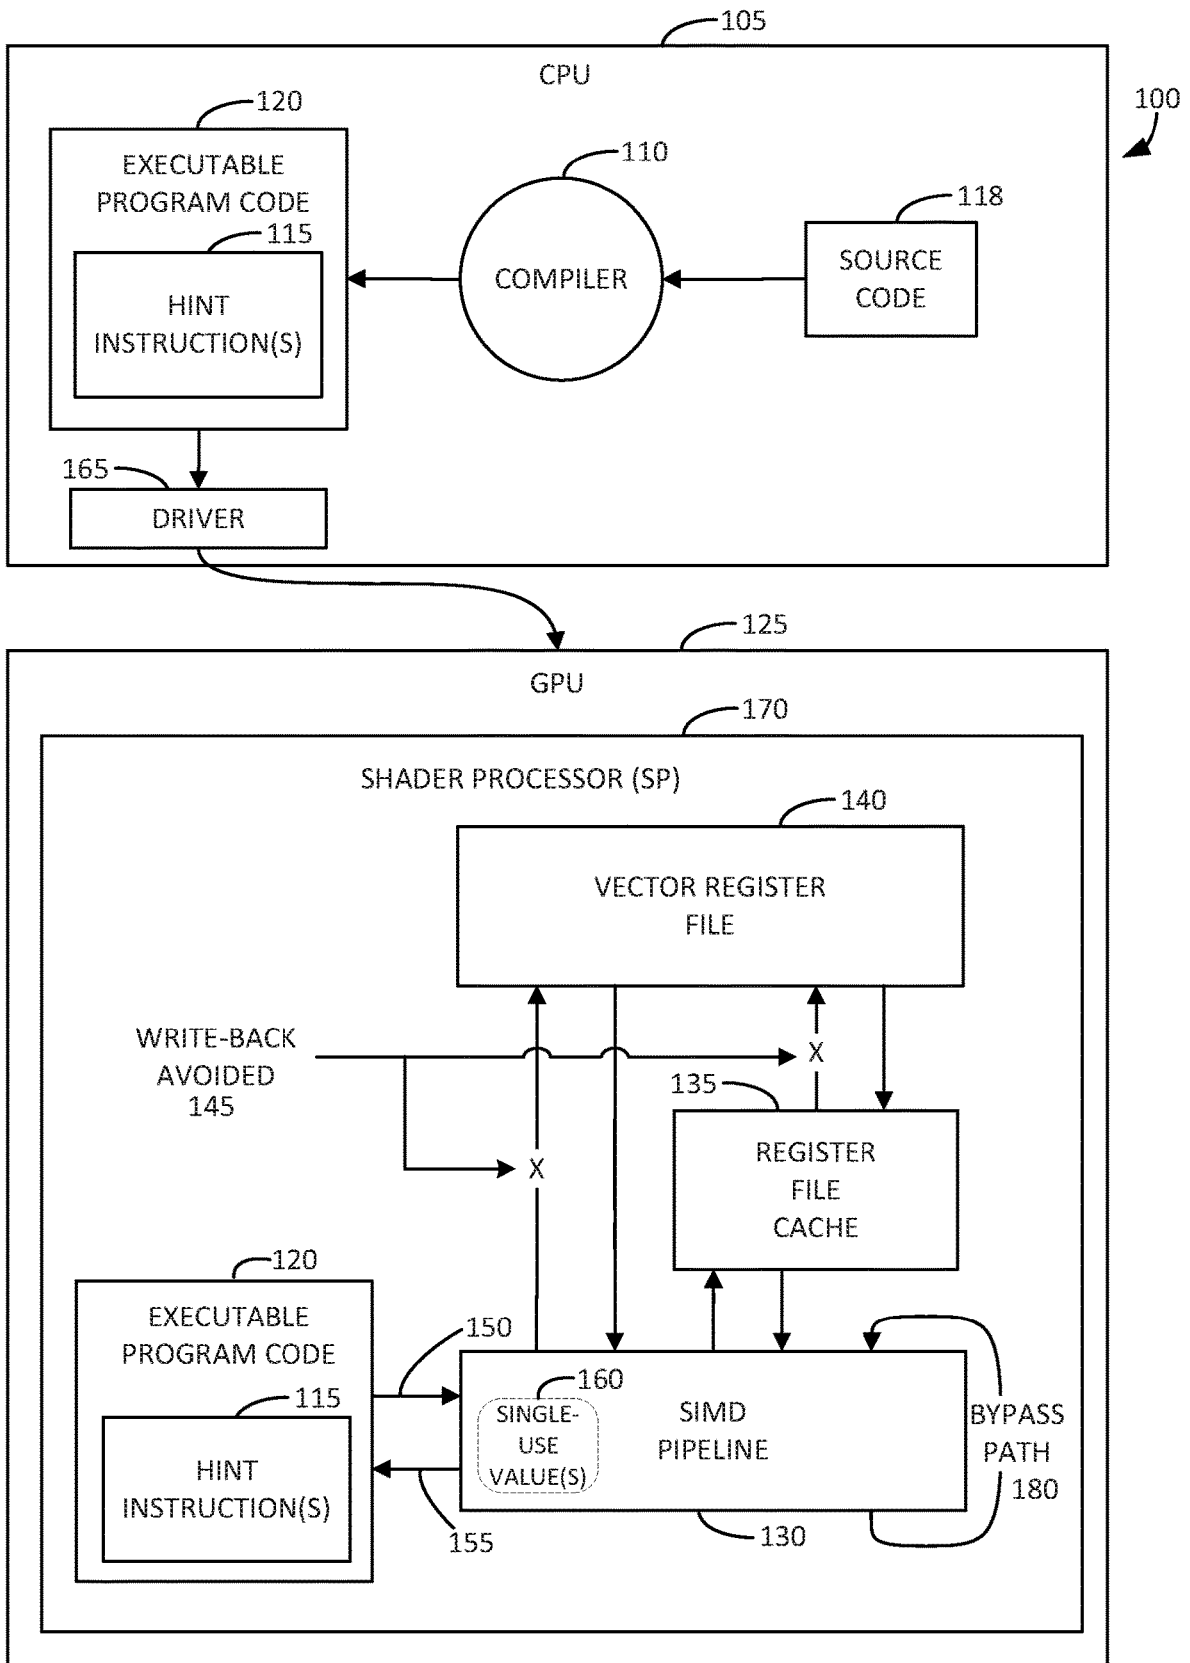 105
CPU
100
120
EXECUTABLE
PROGRAM CODE
115
HINT
INSTRUCTION(S)
110
COMPILER
118
SOURCE
CODE
165
DRIVER
125
GPU
170
SHADER PROCESSOR (SP)
140
VECTOR REGISTER
FILE
WRITE-BACK
AVOIDED
145
X
X
135
REGISTER
FILE
CACHE
120
EXECUTABLE
PROGRAM CODE
115
HINT
INSTRUCTION(S)
150
155
160
SINGLE-
USE
VALUE(S)
SIMD
PIPELINE
130
BYPASS
PATH
180